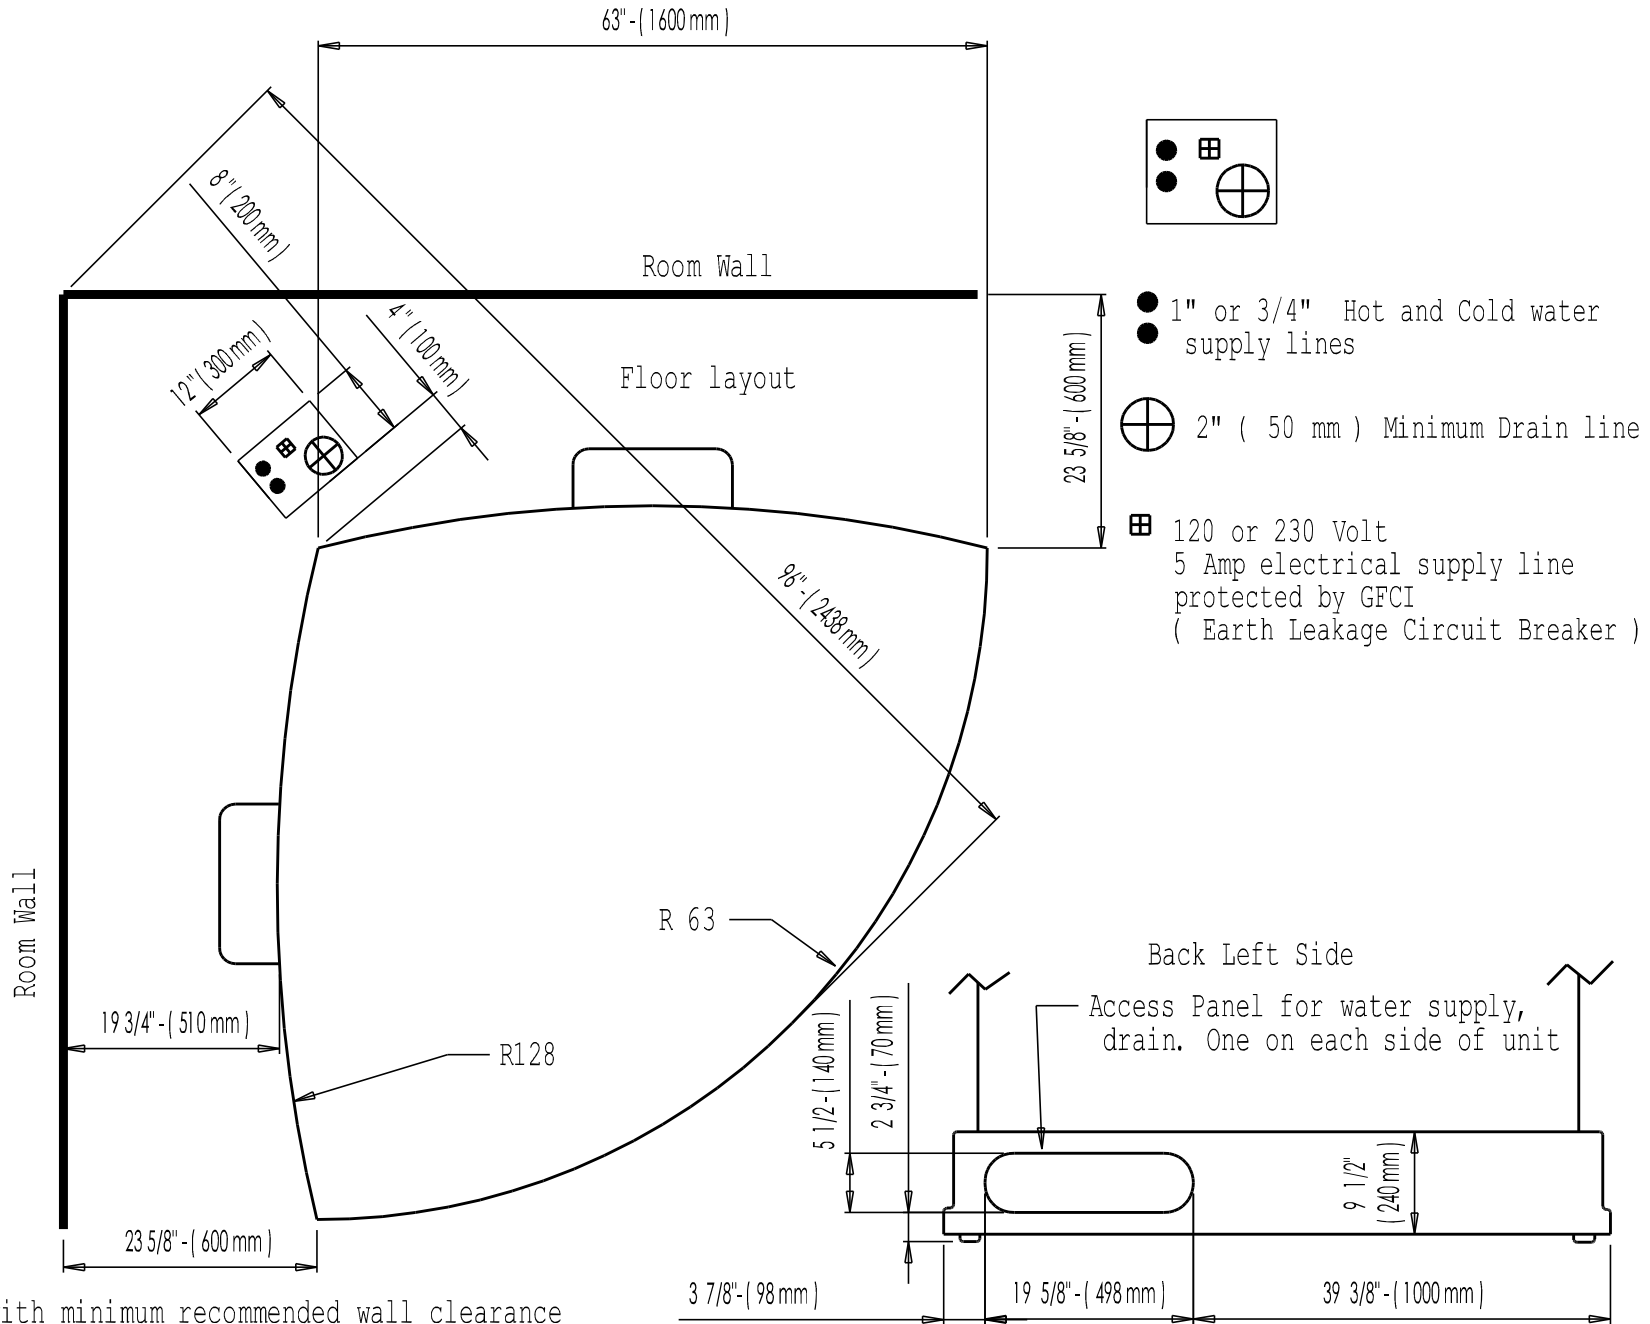 63"-(1600mm)
8"(200mm)
Room Wall
4"(100mm)
12"(300mm)
Floor layout
23 5/8"-(600mm)
1" or 3/4" Hot and Cold water
supply lines
2" ( 50 mm ) Minimum Drain line
120 or 230 Volt
5 Amp electrical supply line
protected by GFCI
( Earth Leakage Circuit Breaker )
96"-(2438mm)
Room Wall
R 63
19 3/4"-(510mm)
R128
Back Left Side
Access Panel for water supply,
drain. One on each side of unit
5 1/2-(140mm)
2 3/4"-(70mm)
9 1/2"
(240mm)
23 5/8"-(600mm)
3 7/8"-(98mm)
19 5/8"-(498mm)
39 3/8"-(1000mm)
ith minimum recommended wall clearance